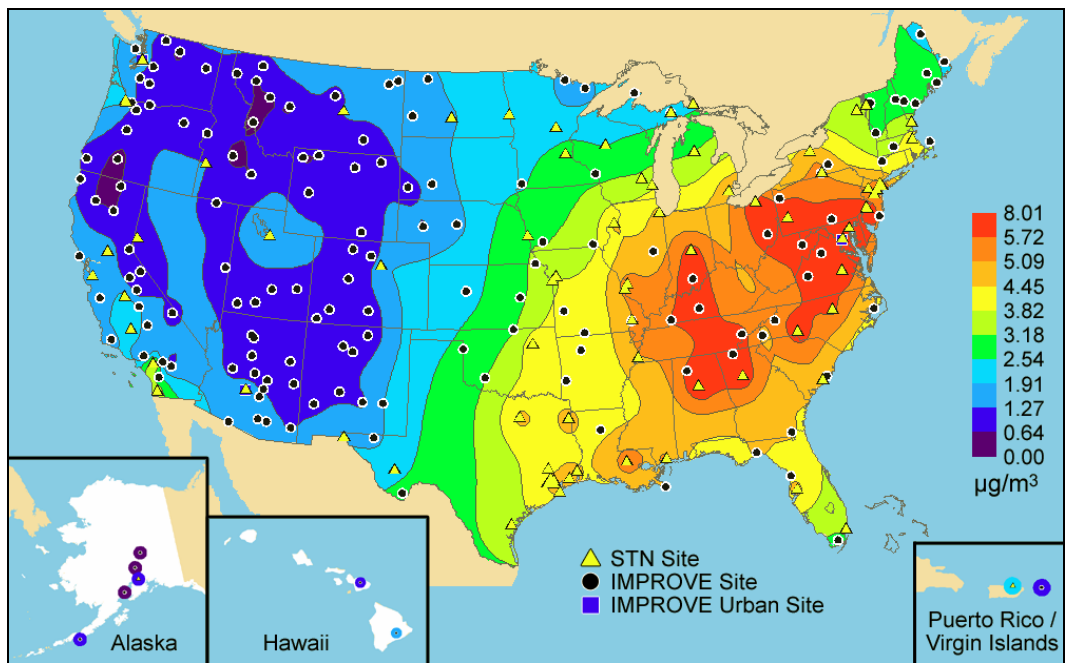 8.01
5.72
5.09
4.45
3.82
3.18
2.54
1.91
1.27
0.64
0.00
µg/m³
STN Site
IMPROVE Site
IMPROVE Urban Site
Alaska
Hawaii
Puerto Rico /
Virgin Islands